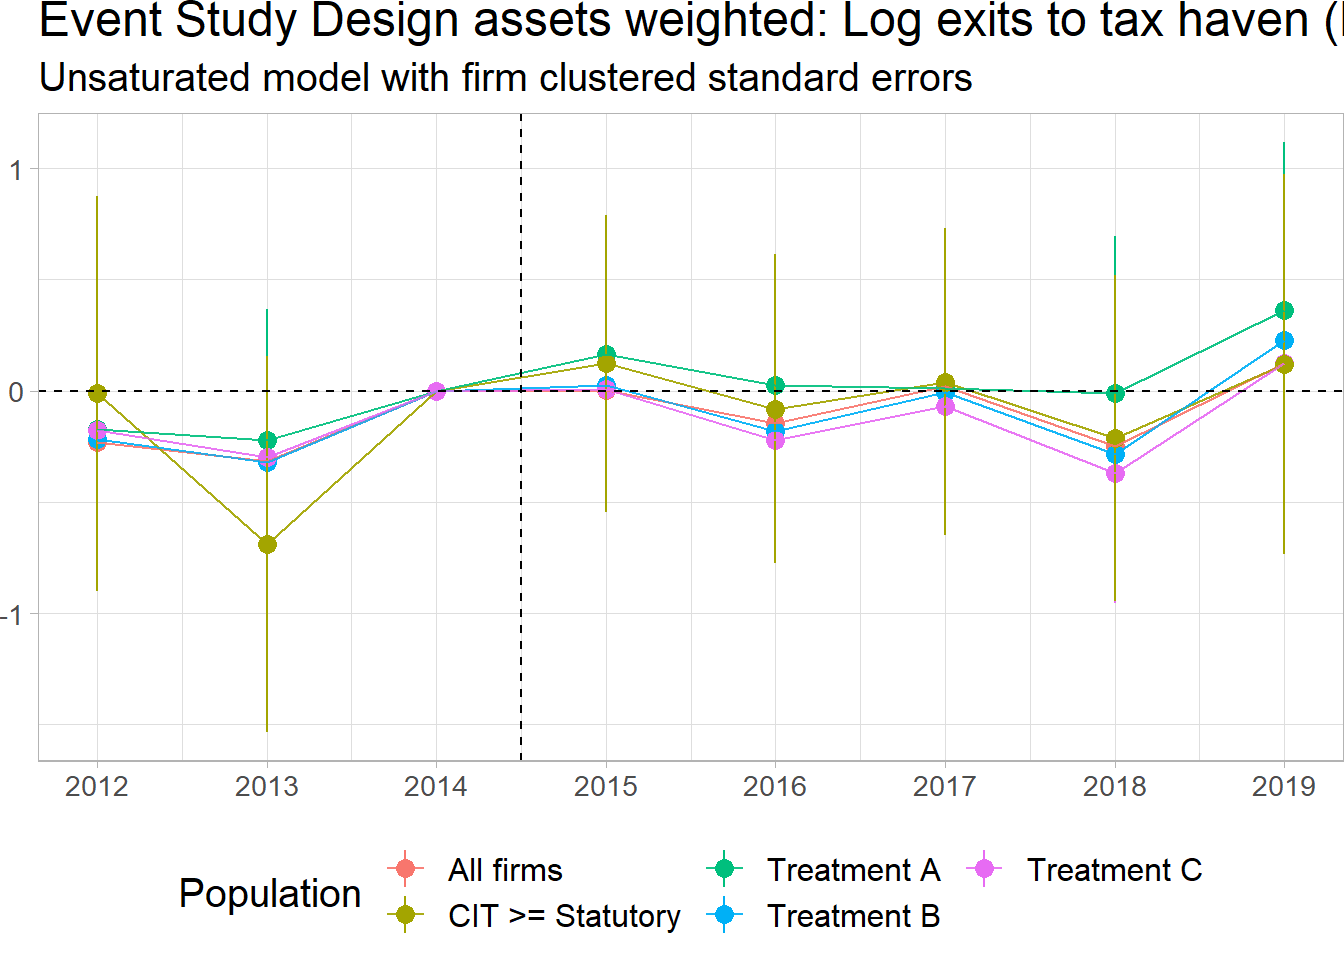 Event Study Design assets weighted: Log exits to tax haven (
Unsaturated model with firm clustered standard errors
1
0
-1
2012 2013 2014 2015 2016 2017 2018 2019
Population
All firms
CIT >= Statutory
Treatment A
Treatment B
Treatment C